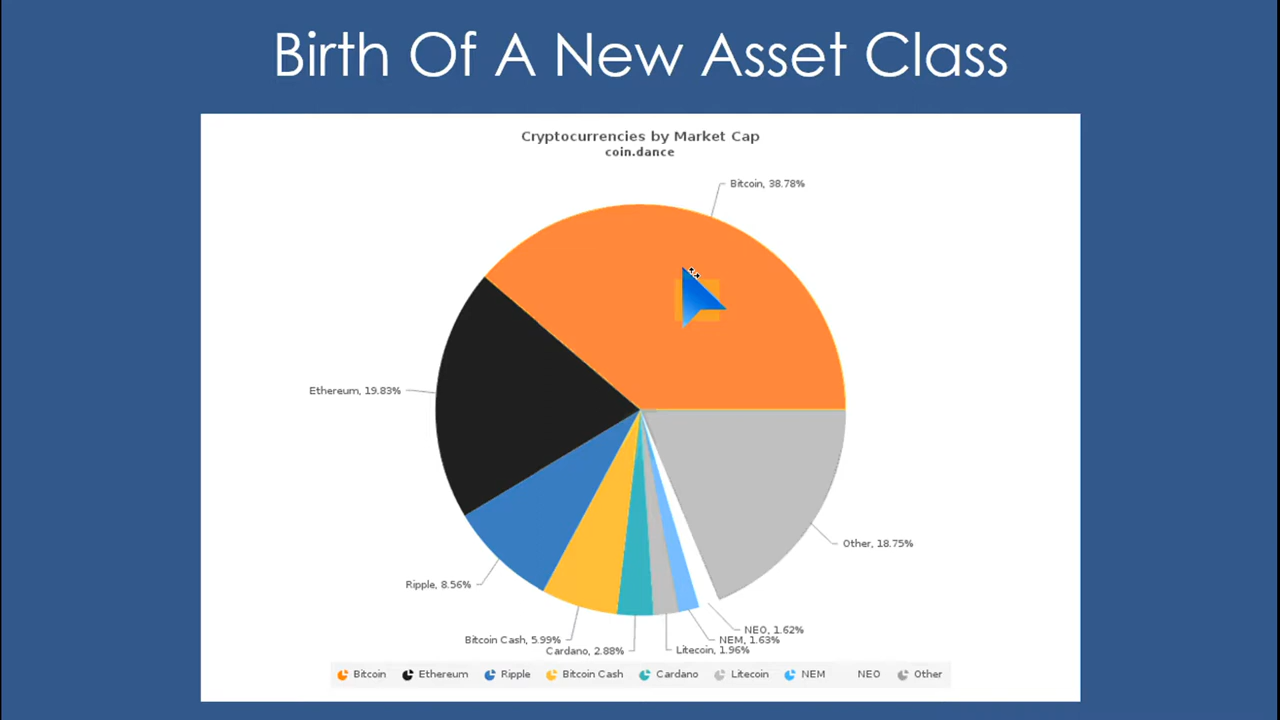 Birth Of A New Asset Class
Cryptocurrencies by Market Cap
coin.dance
Bitcoin, 38.78%
Ethereum, 19.83%
Other, 18.75%
Ripple, 8.56%
NEO, 1.62%
Bitcoin Cash, 5.99%
NEM, 1.63%
Cardano, 2.88%
Litecoin, 1.96%
Bitcoin Ethereum Ripple Bitcoin Cash Cardano Litecoin NEM NEO Other